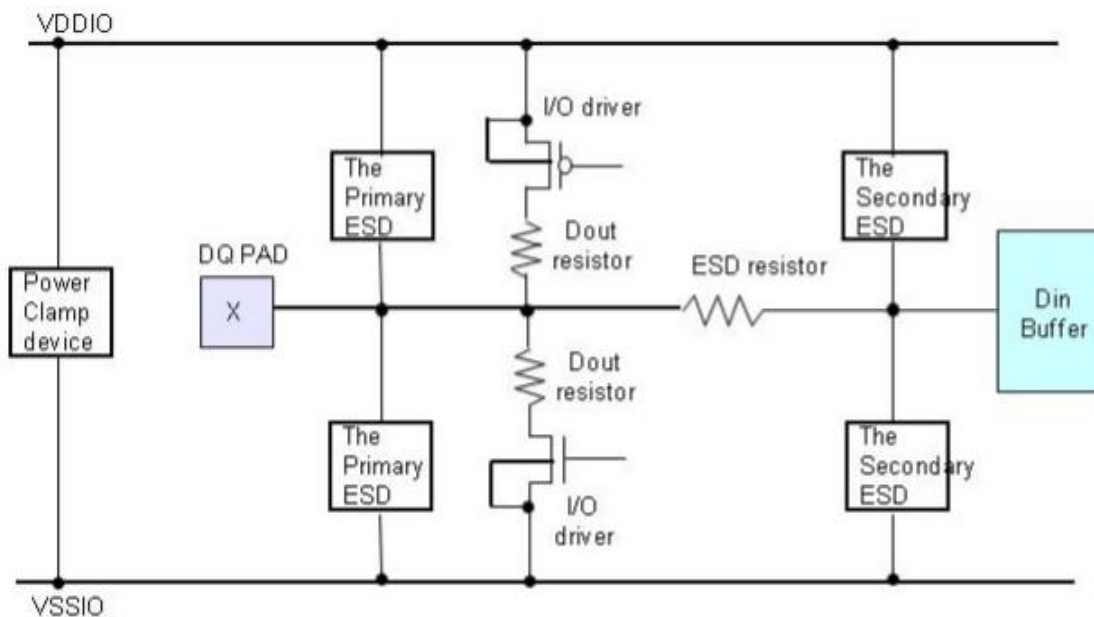 VDDIO
I/O driver
The
Primary
ESD
The
Secondary
ESD
Dout
resistor
DQ PAD
ESD resistor
Power
Clamp
device
X
Din
Buffer
Dout
resistor
The
Primary
ESD
The
Secondary
ESD
I/O
driver
VSSIO